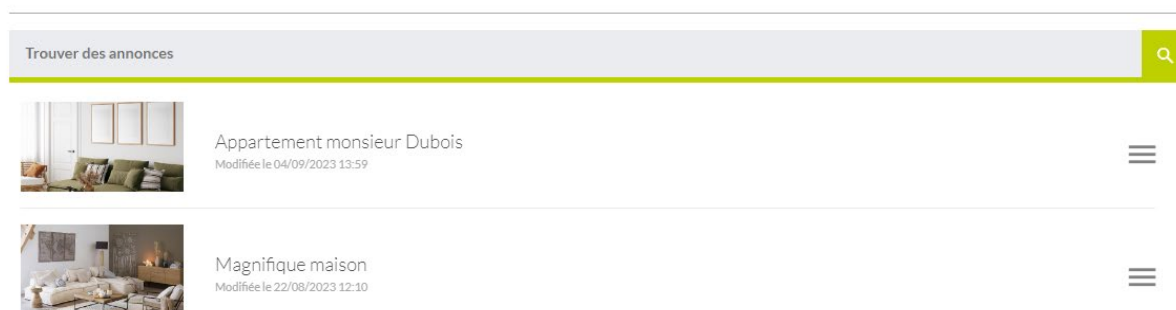 Trouver des annonces
Appartement monsieur Dubois
Modifiée le 04/09/2023 13:59
Magnifique maison
Modifiée le 22/08/2023 12:10